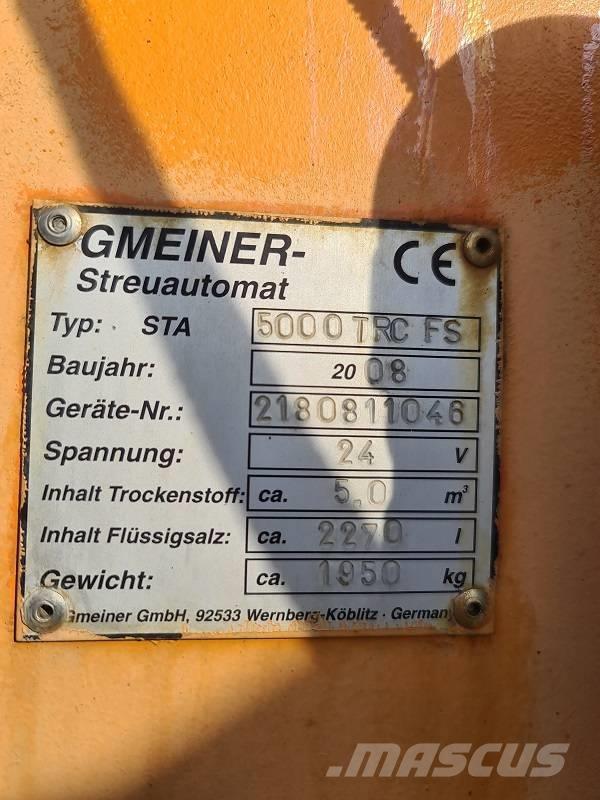 GMEINER-
Streuautomat
CE
Typ: STA 5000 TRC FS
Baujahr: 2008
Geräte-Nr.: 2180811046
Spannung: 24 V
Inhalt Trockenstoff: ca. 5,0 m³
Inhalt Flüssigsalz: ca. 2270 l
Gewicht: ca. 1950 kg
Gmeiner GmbH, 92533 Wernberg-Köblitz · Germany
MASCUS